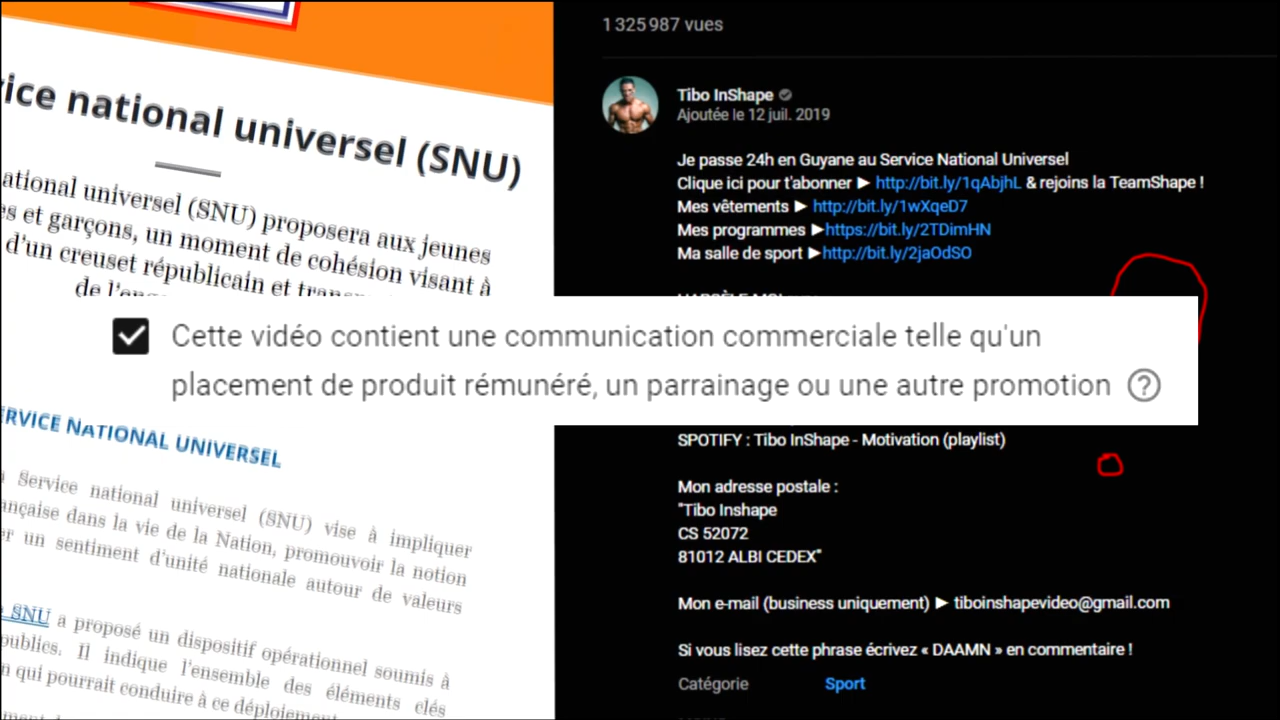 ice national universel (SNU)
ational universel (SNU) proposera aux jeunes
es et garçons, un moment de cohésion visant à
d'un creuset républicain et
de
1 325 987 vues
Tibo InShape
Ajoutée le 12 juil. 2019
Je passe 24h en Guyane au Service National Universel
Clique ici pour t'abonner ► http://bit.ly/1qAbjhL & rejoins la TeamShape !
Mes vêtements ► http://bit.ly/1wXqeD7
Mes programmes ►https://bit.ly/2TDimHN
Ma salle de sport ►http://bit.ly/2jaOdSO
Cette vidéo contient une communication commerciale telle qu'un
placement de produit rémunéré, un parrainage ou une autre promotion ?
ERVICE NATIONAL UNIVERSEL
Service national universel (SNU) vise à impliquer
ançaise dans la vie de la Nation, promouvoir la notion
er un sentiment d'unité nationale autour de valeurs
SNU a proposé un dispositif opérationnel soumis à
publics. Il indique l'ensemble des éléments clés
n qui pourrait conduire à ce
SPOTIFY : Tibo InShape - Motivation (playlist)
Mon adresse postale :
"Tibo Inshape
CS 52072
81012 ALBI CEDEX"
Mon e-mail (business uniquement) ► tiboinshapevideo@gmail.com
Si vous lisez cette phrase écrivez « DAAMN » en commentaire !
Catégorie Sport